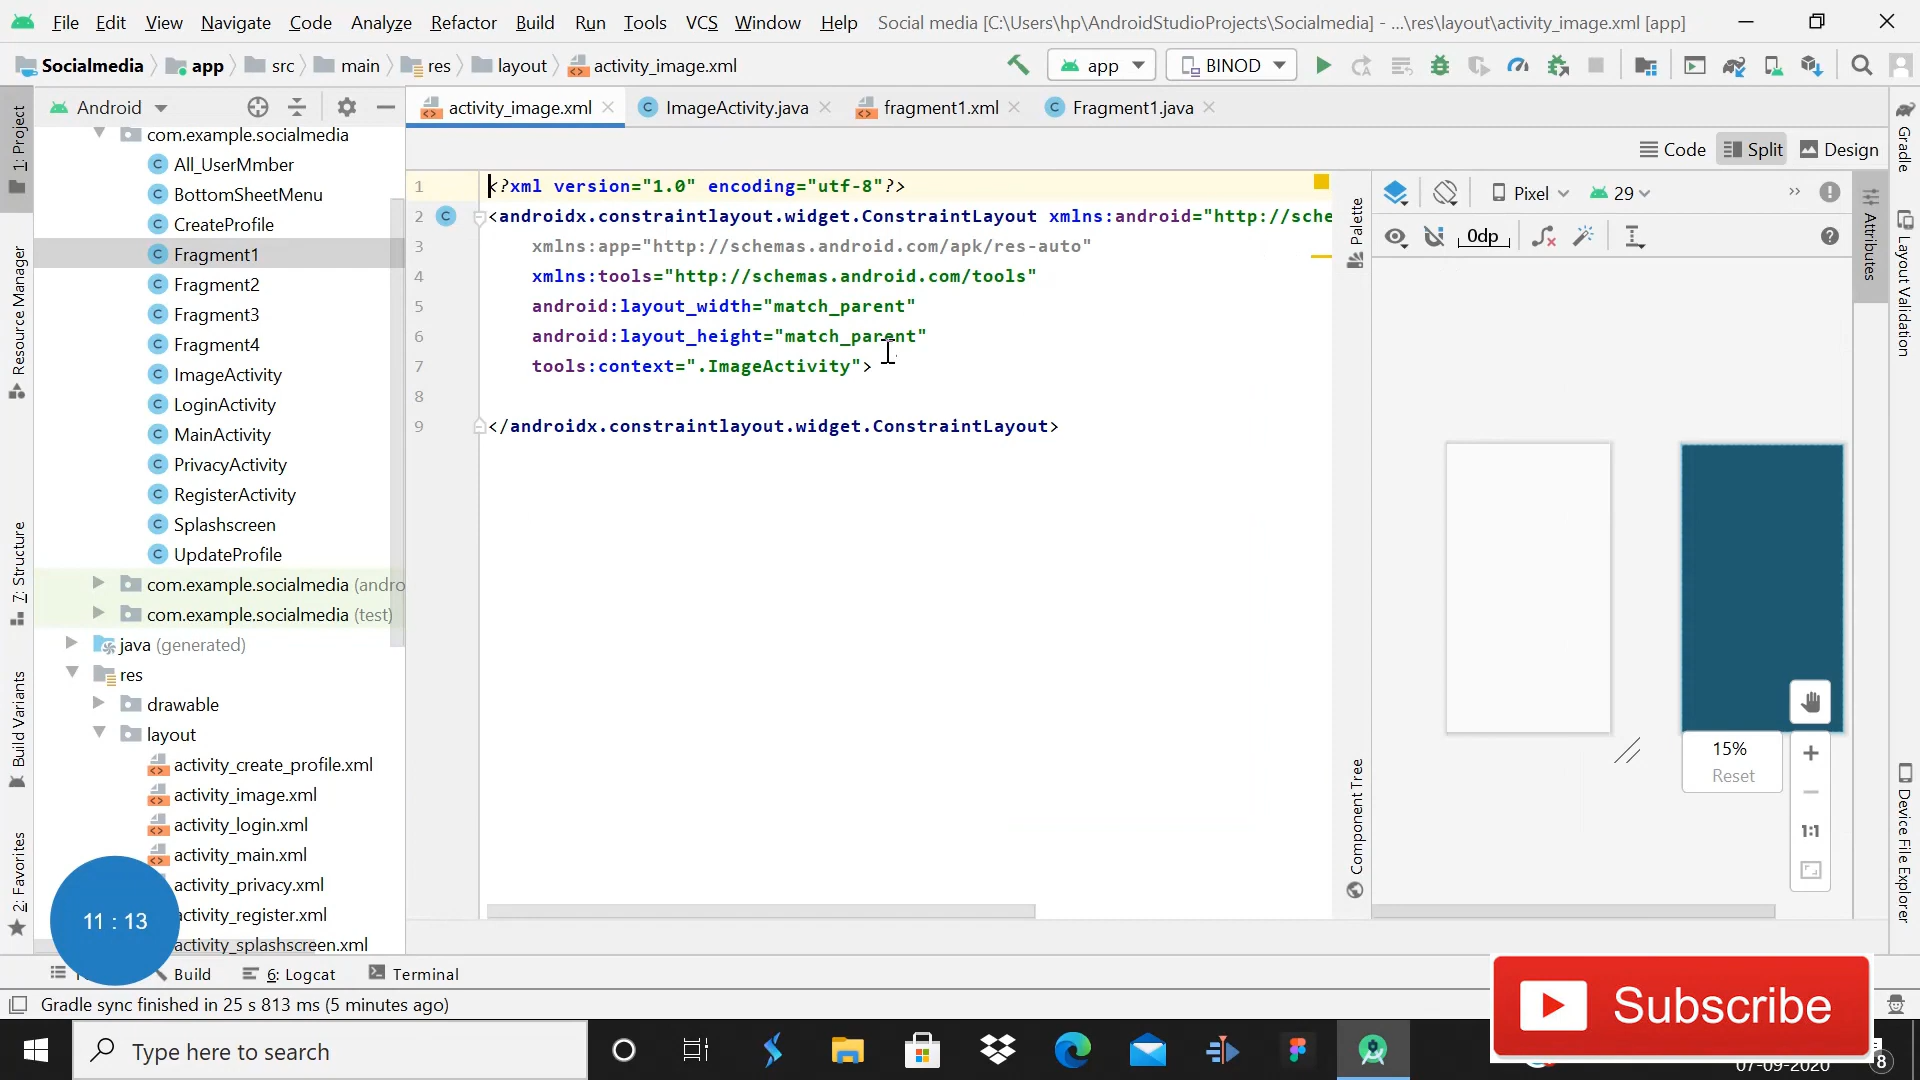 File Edit View Navigate Code Analyze Refactor Build Run Tools VCS Window Help Social media [C:\Users\hp\AndroidStudioProjects\Socialmedia] - ...\res\layout\activity_image.xml [app]
Socialmedia app src main res layout activity_image.xml app BINOD
Android activity_image.xml ImageActivity.java fragment1.xml Fragment1.java
Code Split Design
1: Project
Resource Manager
7: Structure
Build Variants
2: Favorites
com.example.socialmedia
All_UserMmber
BottomSheetMenu
CreateProfile
Fragment1
Fragment2
Fragment3
Fragment4
ImageActivity
LoginActivity
MainActivity
PrivacyActivity
RegisterActivity
Splashscreen
UpdateProfile
com.example.socialmedia (andro
com.example.socialmedia (test)
java (generated)
res
drawable
layout
activity_create_profile.xml
activity_image.xml
activity_login.xml
activity_main.xml
activity_privacy.xml
activity_register.xml
activity_splashscreen.xml
11 : 13
1 <?xml version="1.0" encoding="utf-8"?>
2 <androidx.constraintlayout.widget.ConstraintLayout xmlns:android="http://sche
3 xmlns:app="http://schemas.android.com/apk/res-auto"
4 xmlns:tools="http://schemas.android.com/tools"
5 android:layout_width="match_parent"
6 android:layout_height="match_parent"
7 tools:context=".ImageActivity">
8
9 </androidx.constraintlayout.widget.ConstraintLayout>
Palette
Component Tree
Pixel 29
0dp
15%
Reset
1:1
Attributes
Gradle
Layout Validation
Device File Explorer
Build 6: Logcat Terminal
Gradle sync finished in 25 s 813 ms (5 minutes ago)
Subscribe
Type here to search
07-09-2020
8